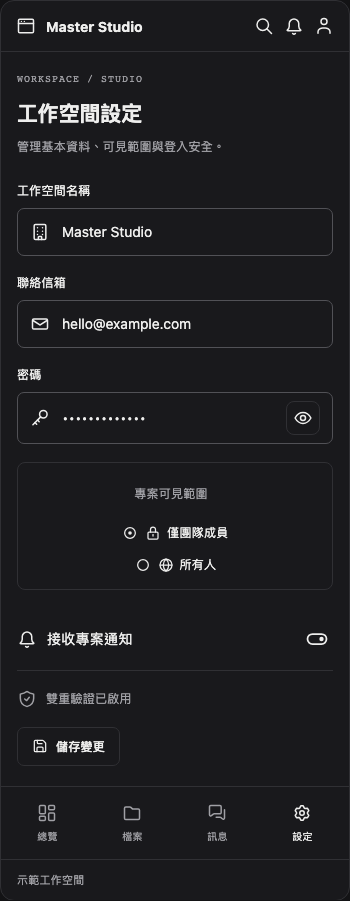 Master Studio
WORKSPACE / STUDIO
工作空間設定
管理基本資料、可見範圍與登入安全。
工作空間名稱
Master Studio
聯絡信箱
hello@example.com
密碼
•••••••••••••
專案可見範圍
僅團隊成員
所有人
接收專案通知
雙重驗證已啟用
儲存變更
總覽 檔案 訊息 設定
示範工作空間